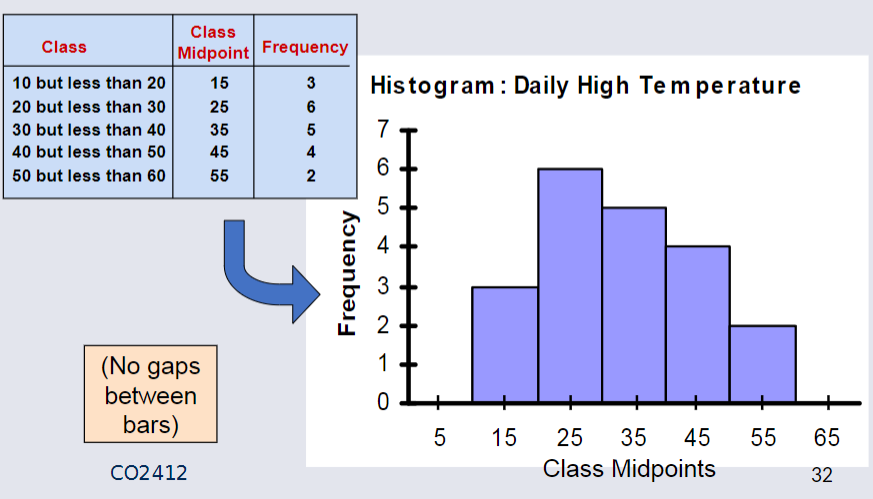 Class Class Midpoint Frequency
10 but less than 20 15 3
20 but less than 30 25 6
30 but less than 40 35 5
40 but less than 50 45 4
50 but less than 60 55 2
Histogram: Daily High Temperature
7
6
5
4
3
2
1
0
Frequency
5 15 25 35 45 55 65
Class Midpoints
(No gaps
between
bars)
CO2412
32